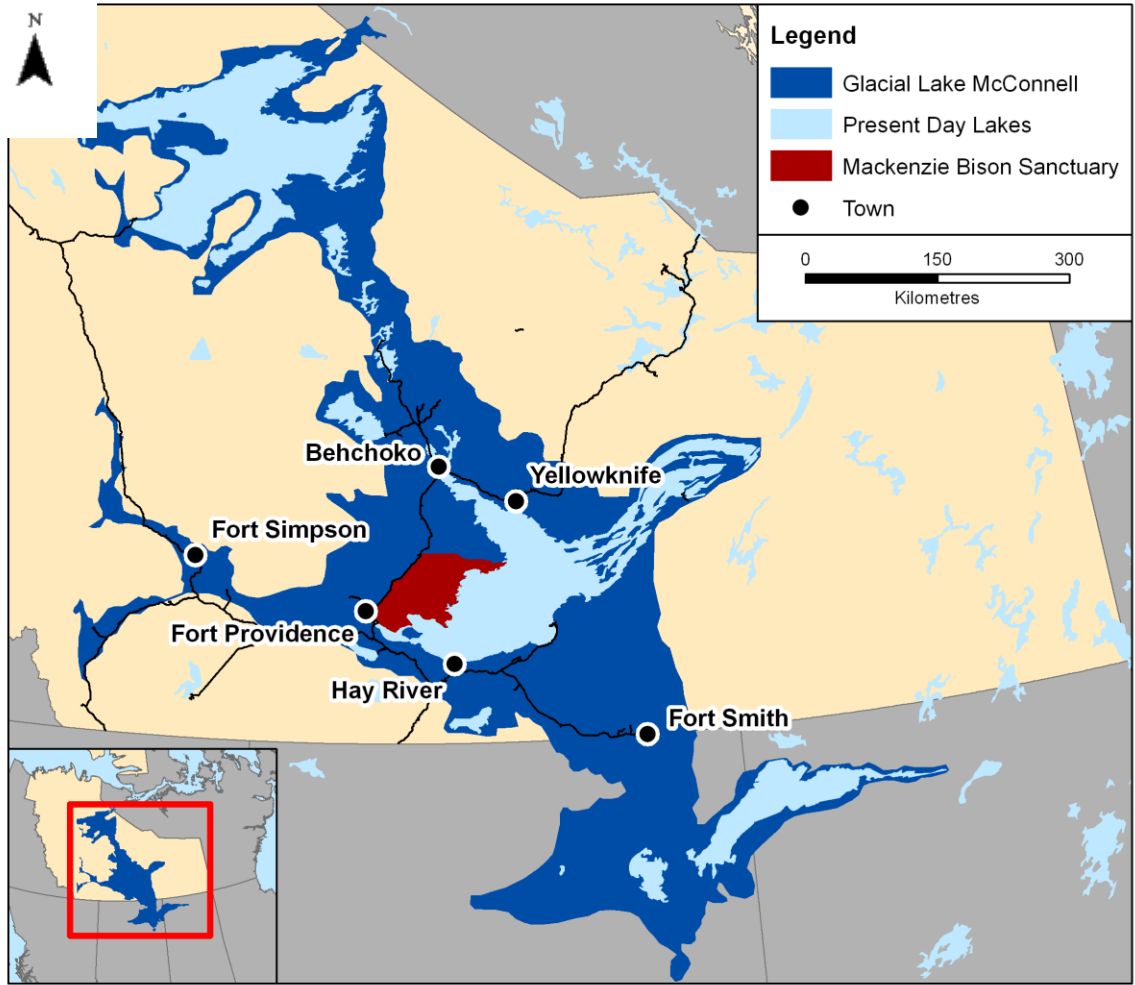 N
Legend
Glacial Lake McConnell
Present Day Lakes
Mackenzie Bison Sanctuary
Town
0 150 300
Kilometres
Behchoko
Yellowknife
Fort Simpson
Fort Providence
Hay River
Fort Smith